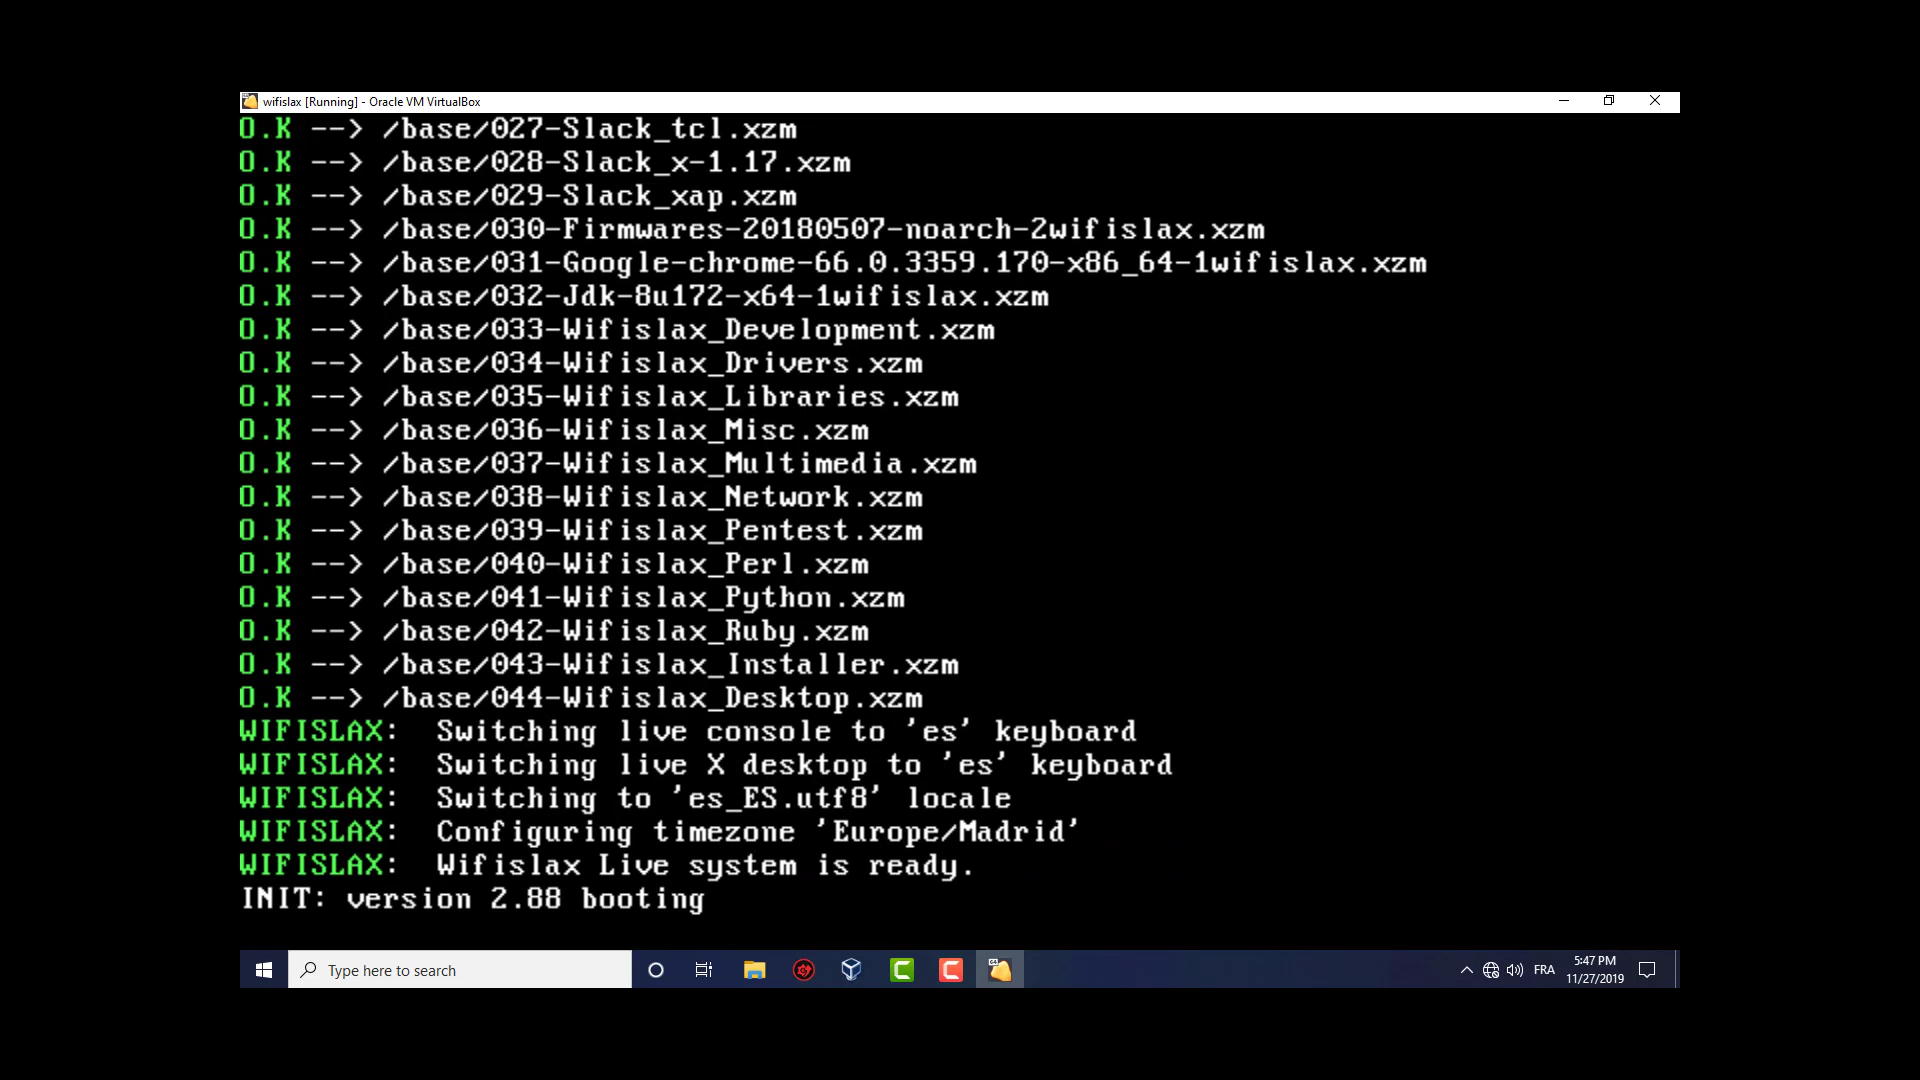 wifislax [Running] - Oracle VM VirtualBox
O.K --> /base/027-Slack_tcl.xzm
O.K --> /base/028-Slack_x-1.17.xzm
O.K --> /base/029-Slack_xap.xzm
O.K --> /base/030-Firmwares-20180507-noarch-2wifislax.xzm
O.K --> /base/031-Google-chrome-66.0.3359.170-x86_64-1wifislax.xzm
O.K --> /base/032-Jdk-8u172-x64-1wifislax.xzm
O.K --> /base/033-Wifislax_Development.xzm
O.K --> /base/034-Wifislax_Drivers.xzm
O.K --> /base/035-Wifislax_Libraries.xzm
O.K --> /base/036-Wifislax_Misc.xzm
O.K --> /base/037-Wifislax_Multimedia.xzm
O.K --> /base/038-Wifislax_Network.xzm
O.K --> /base/039-Wifislax_Pentest.xzm
O.K --> /base/040-Wifislax_Perl.xzm
O.K --> /base/041-Wifislax_Python.xzm
O.K --> /base/042-Wifislax_Ruby.xzm
O.K --> /base/043-Wifislax_Installer.xzm
O.K --> /base/044-Wifislax_Desktop.xzm
WIFISLAX:  Switching live console to 'es' keyboard
WIFISLAX:  Switching live X desktop to 'es' keyboard
WIFISLAX:  Switching to 'es_ES.utf8' locale
WIFISLAX:  Configuring timezone 'Europe/Madrid'
WIFISLAX:  Wifislax Live system is ready.
INIT: version 2.88 booting
Type here to search
FRA
5:47 PM
11/27/2019